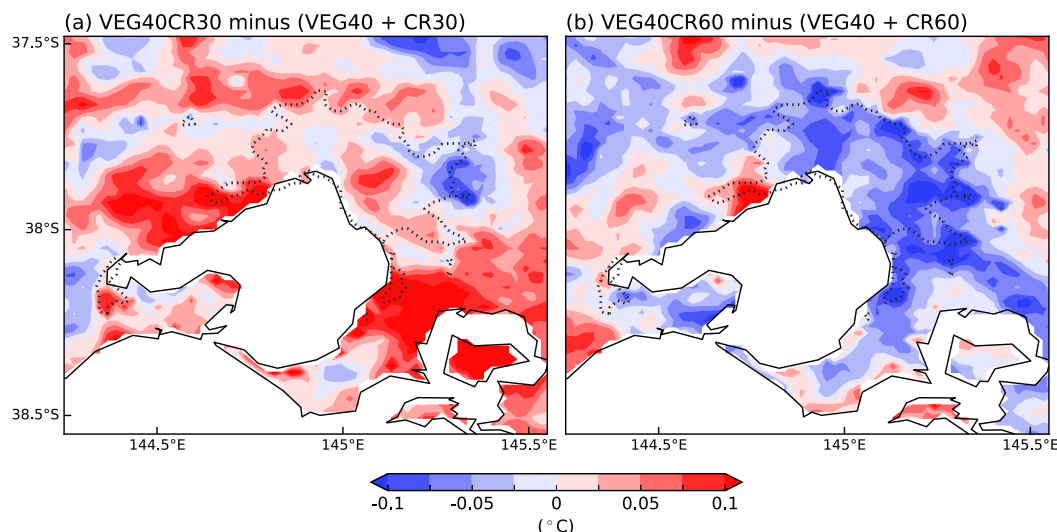 (a) VEG40CR30 minus (VEG40 + CR30)
(b) VEG40CR60 minus (VEG40 + CR60)
37.5°S
38°S
38.5°S
144.5°E 145°E 145.5°E
144.5°E 145°E 145.5°E
-0.1 -0.05 0 0.05 0.1
(°C)